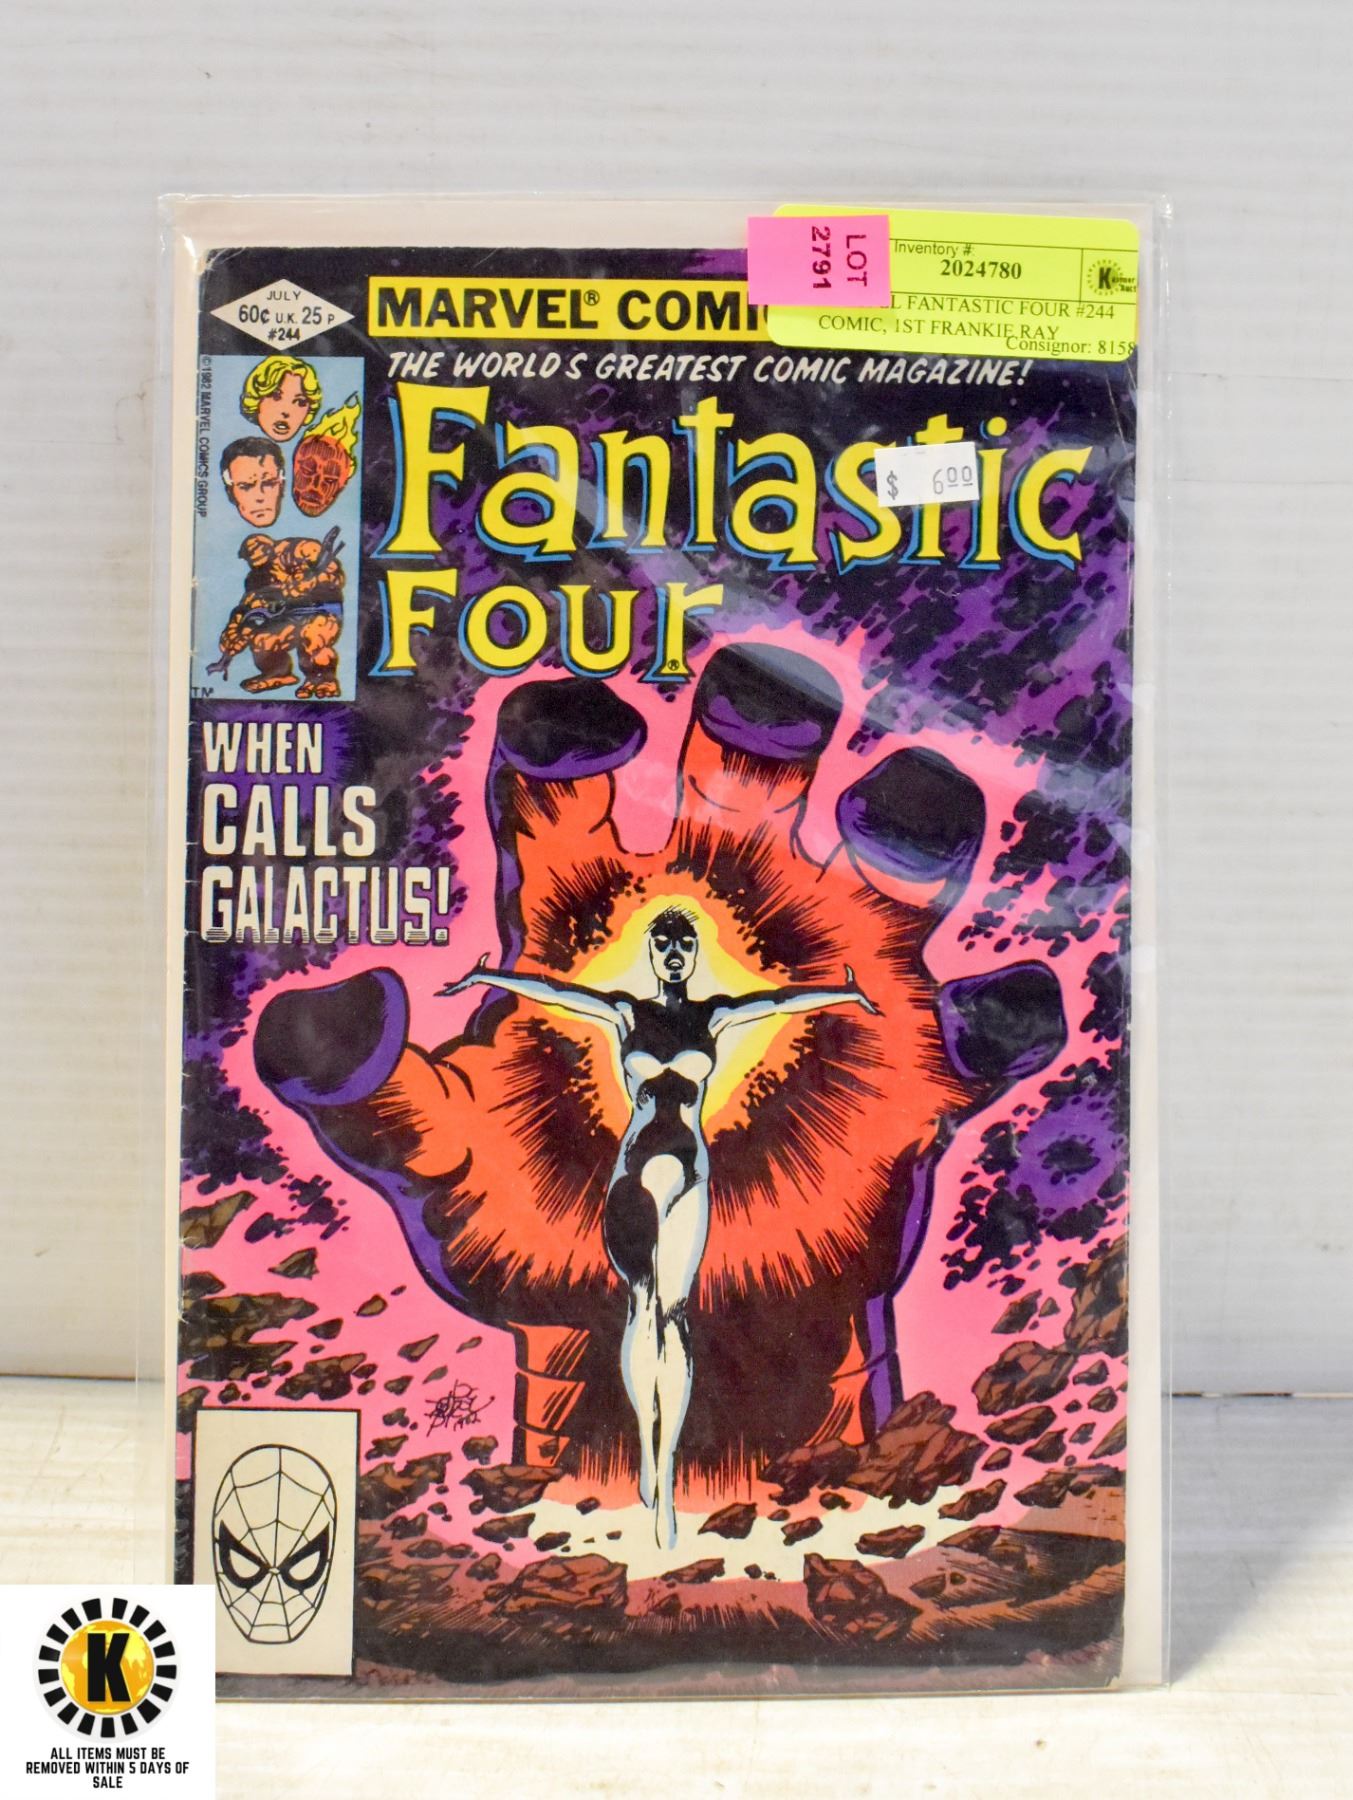 LOT
2791
Inventory #:
2024780
L FANTASTIC FOUR #244
COMIC, 1ST FRANKIE RAY
Consignor: 8158
JULY
60¢ U.K. 25 P
#244
MARVEL® COMI
THE WORLD'S GREATEST COMIC MAGAZINE!
Fantastic
Four®
$ 6.00
©1982 MARVEL COMICS GROUP
TM
WHEN
CALLS
GALACTUS!
1982
K
ALL ITEMS MUST BE
REMOVED WITHIN 5 DAYS OF
SALE